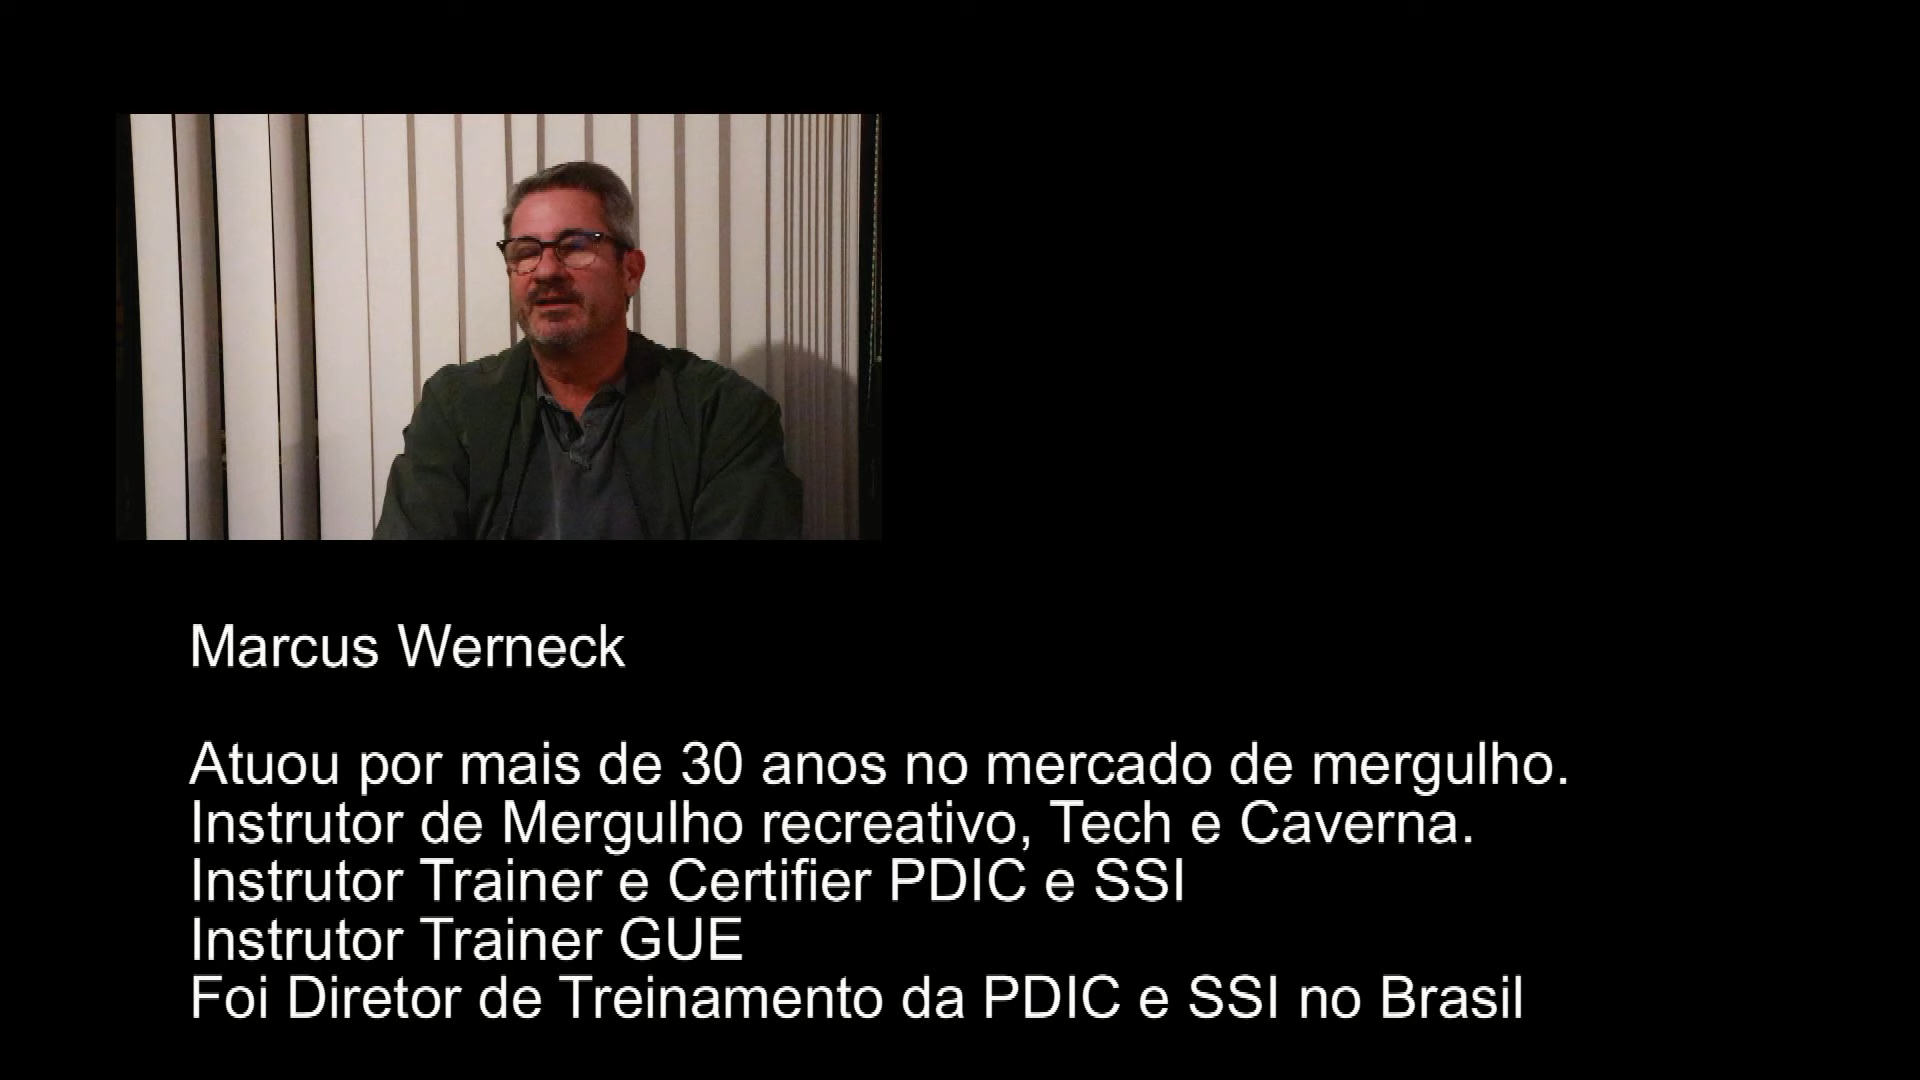 Marcus Werneck
Atuou por mais de 30 anos no mercado de mergulho.
Instrutor de Mergulho recreativo, Tech e Caverna.
Instrutor Trainer e Certifier PDIC e SSI
Instrutor Trainer GUE
Foi Diretor de Treinamento da PDIC e SSI no Brasil